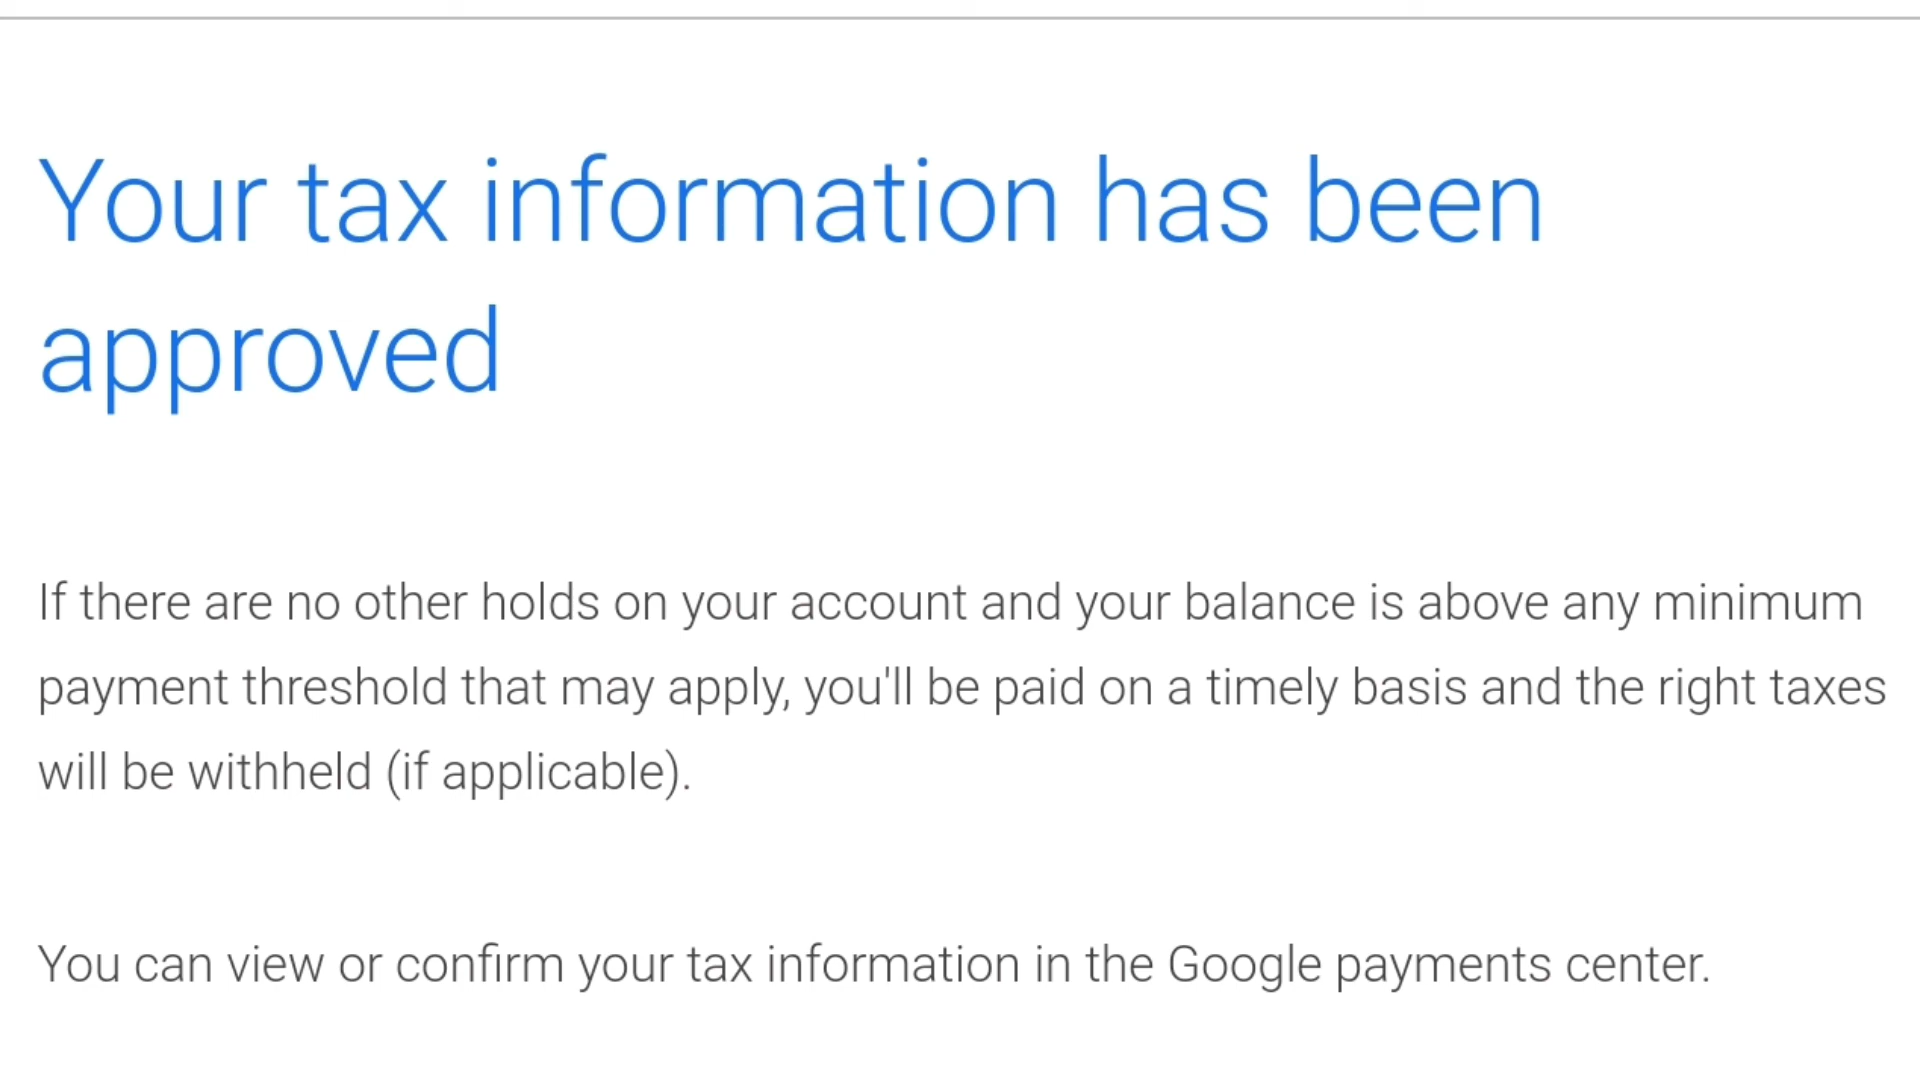 Your tax information has been
approved
If there are no other holds on your account and your balance is above any minimum
payment threshold that may apply, you'll be paid on a timely basis and the right taxes
will be withheld (if applicable).
You can view or confirm your tax information in the Google payments center.